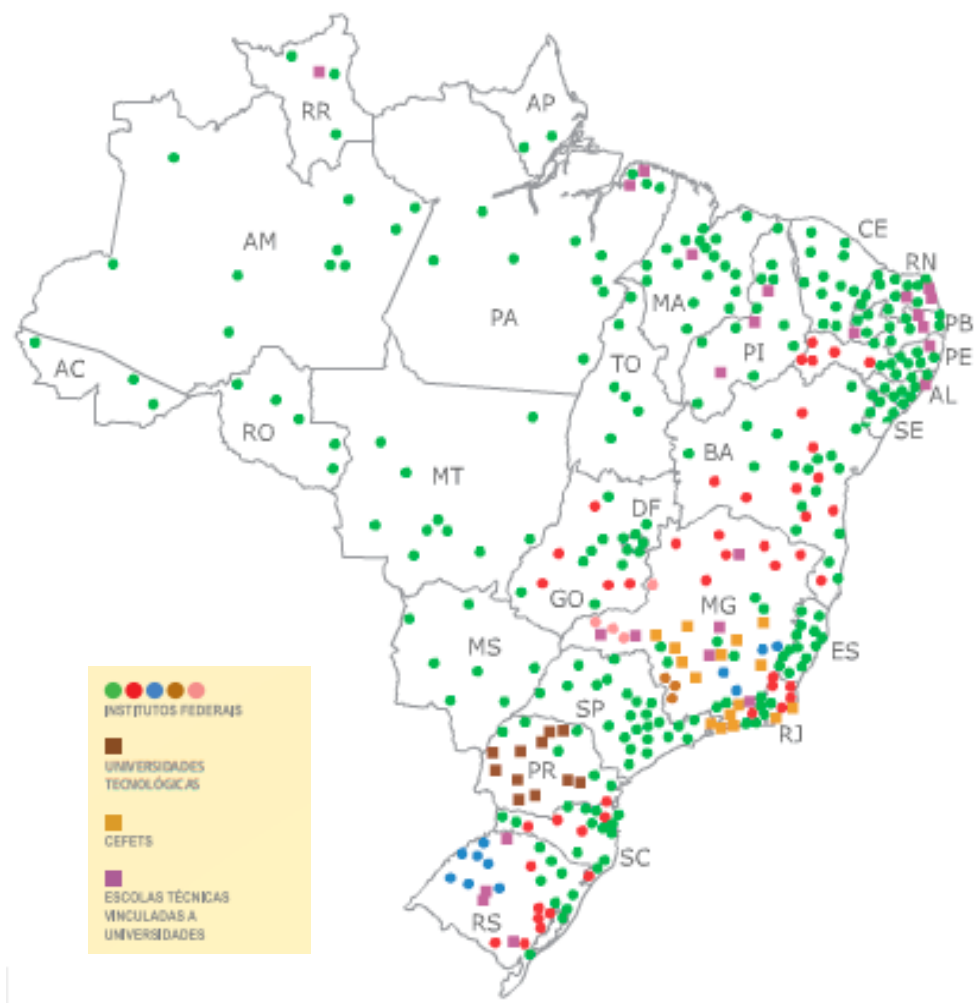 RR
AP
AM
CE
RN
PA
MA
PB
PI
PE
TO
AC
AL
RO
SE
BA
MT
DF
GO
MG
MS
ES
SP
RJ
PR
SC
RS
INSTITUTOS FEDERAIS
UNIVERSIDADES
TECNOLÓGICAS
CEFETS
ESCOLAS TÉCNICAS
VINCULADAS A
UNIVERSIDADES